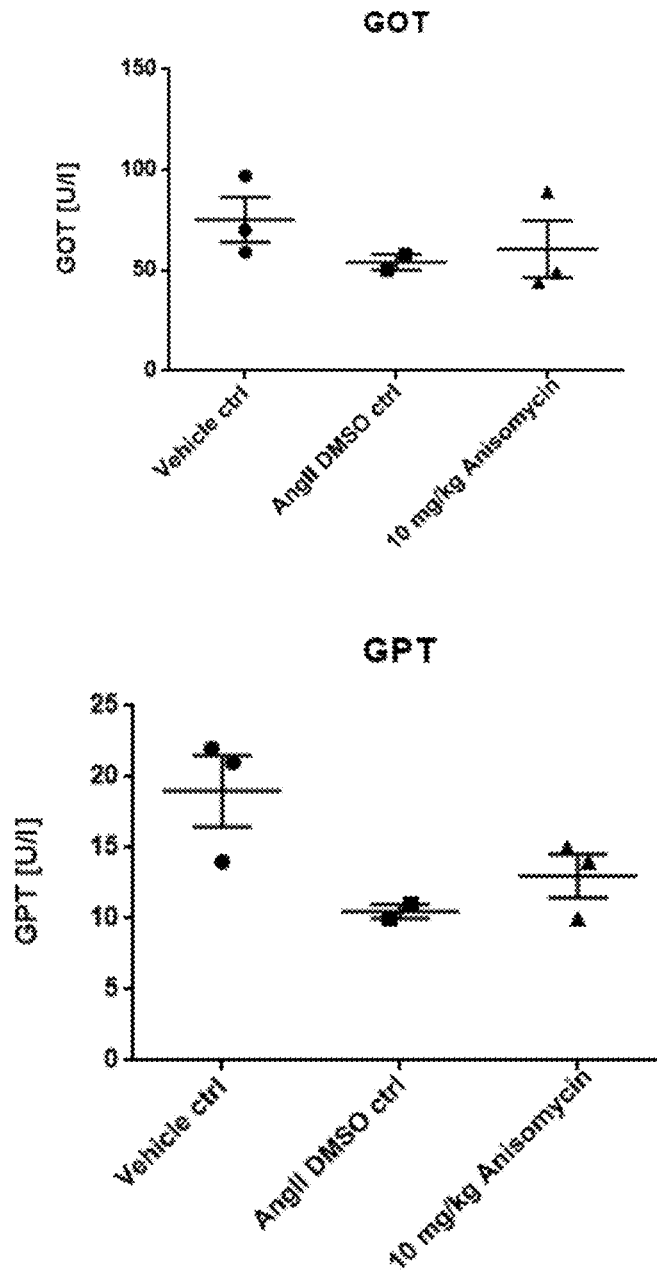 GOT
150
100
50
0
GOT [U/l]
Vehicle ctrl
AngII DMSO ctrl
10 mg/kg Anisomycin
GPT
25
20
15
10
5
0
GPT [U/l]
Vehicle ctrl
AngII DMSO ctrl
10 mg/kg Anisomycin